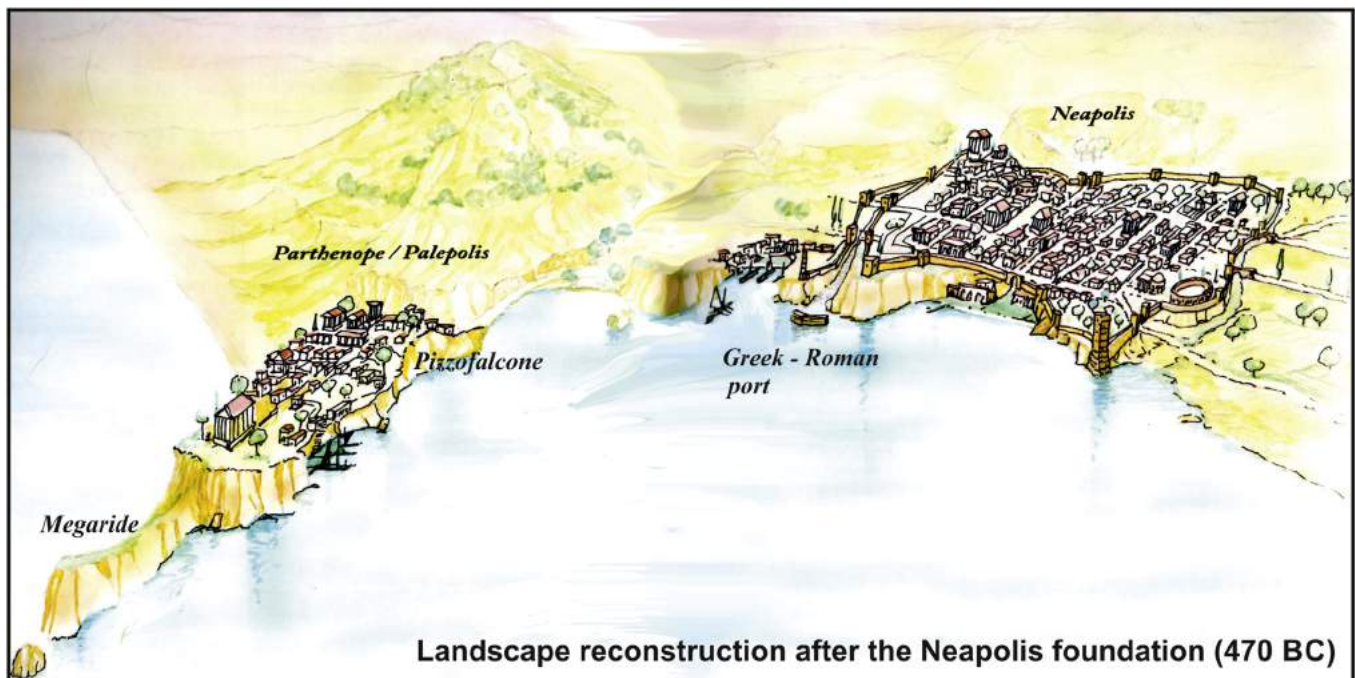 Neapolis
Parthenope / Palepolis
Pizzofalcone
Greek - Roman
port
Megaride
Landscape reconstruction after the Neapolis foundation (470 BC)